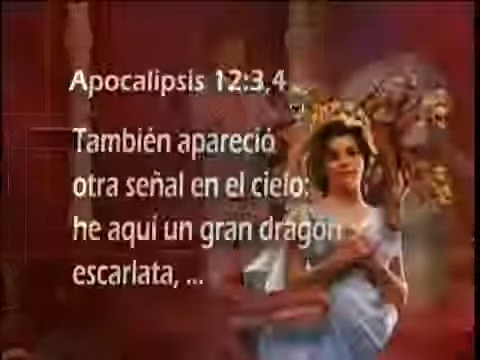 Apocalipsis 12:3,4
También apareció
otra señal en el cielo:
he aquí un gran dragón
escarlata, ...